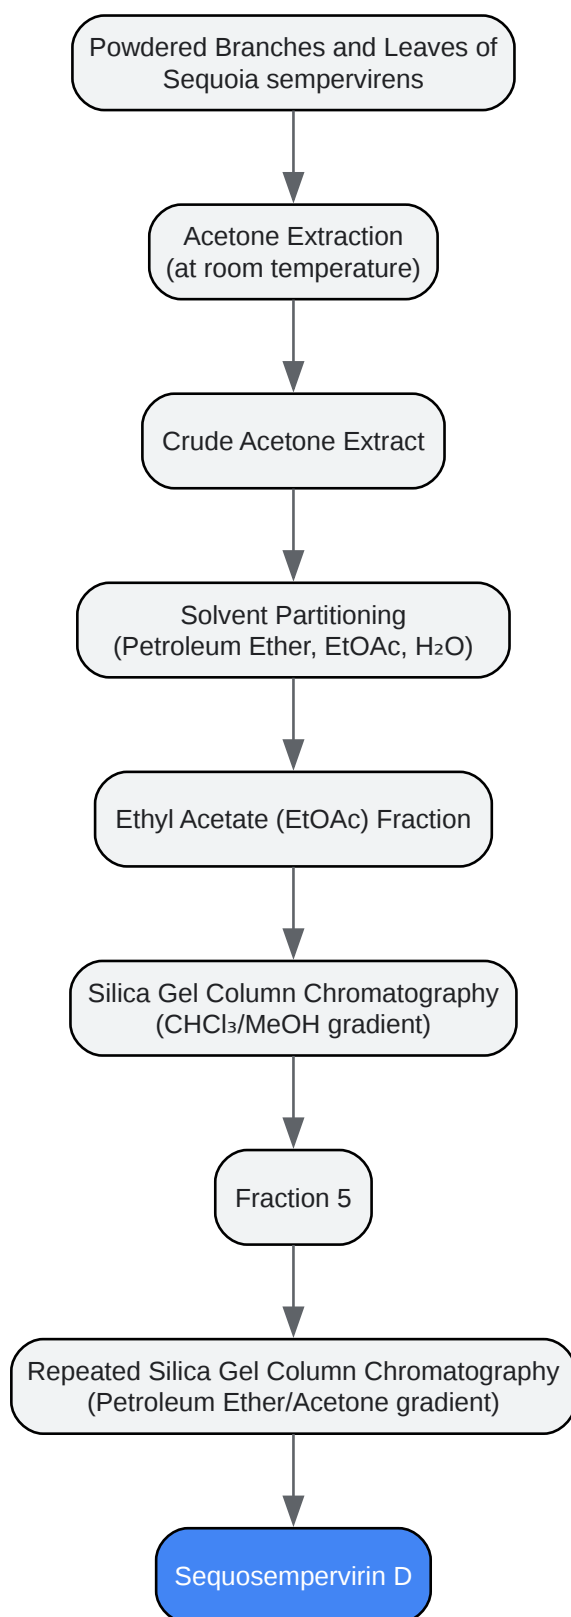 Powdered Branches and Leaves of
Sequoia sempervirens
Acetone Extraction
(at room temperature)
Crude Acetone Extract
Solvent Partitioning
(Petroleum Ether, EtOAc, H₂O)
Ethyl Acetate (EtOAc) Fraction
Silica Gel Column Chromatography
(CHCl₃/MeOH gradient)
Fraction 5
Repeated Silica Gel Column Chromatography
(Petroleum Ether/Acetone gradient)
Sequosempervirin D